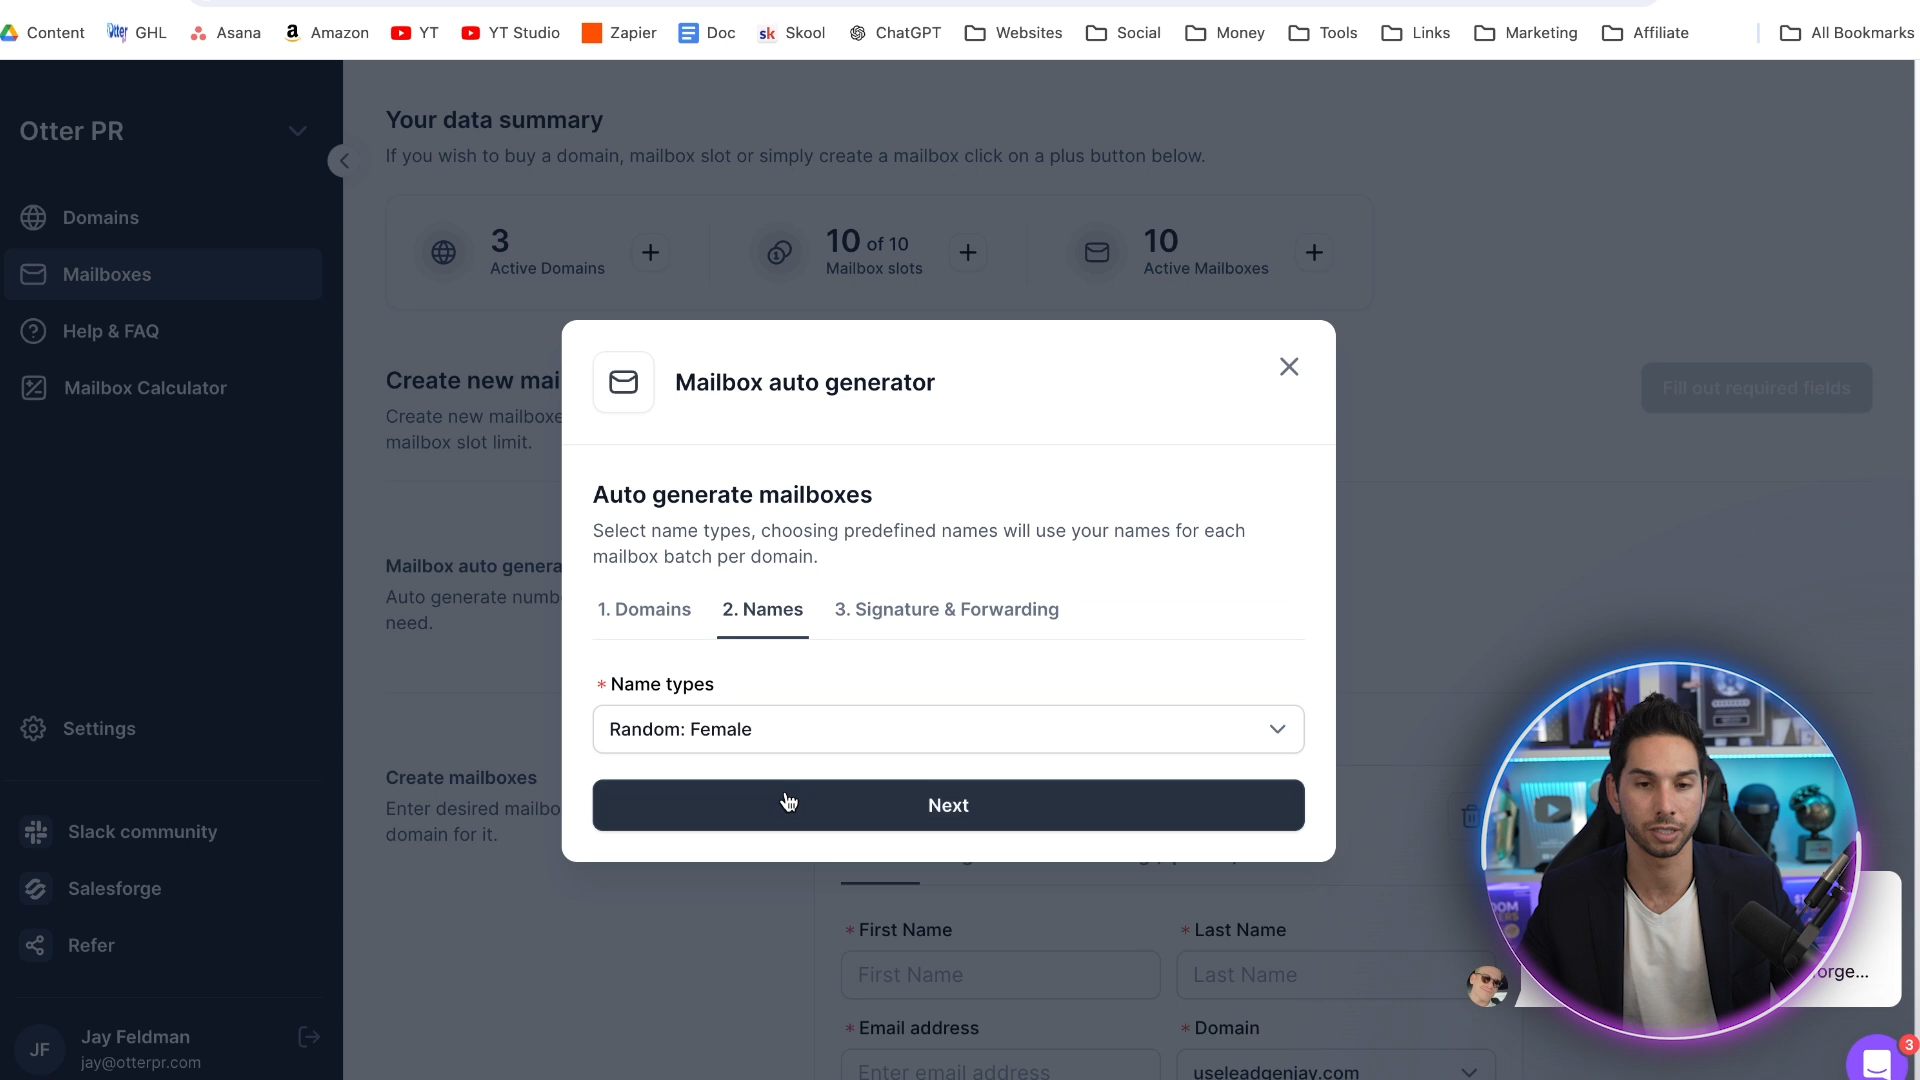 Content
GHL
Asana
Amazon
YT
YT Studio
Zapier
Doc
Skool
ChatGPT
Websites
Social
Money
Tools
Links
Marketing
Affiliate
All Bookmarks
Otter PR
Domains
Mailboxes
Help & FAQ
Mailbox Calculator
Settings
Slack community
Salesforge
Refer
JF
Jay Feldman
jay@otterpr.com
Your data summary
If you wish to buy a domain, mailbox slot or simply create a mailbox click on a plus button below.
3
Active Domains
10 of 10
Mailbox slots
10
Active Mailboxes
Create new mai
Create new mailboxe
mailbox slot limit.
Fill out required fields
Mailbox auto genera
Auto generate numb
need.
Create mailboxes
Enter desired mailbo
domain for it.
Mailbox auto generator
Auto generate mailboxes
Select name types, choosing predefined names will use your names for each
mailbox batch per domain.
1. Domains
2. Names
3. Signature & Forwarding
* Name types
Random: Female
Next
* First Name
* Last Name
First Name
Last Name
* Email address
* Domain
Enter email address
useleadgenjay.com
orge...
3